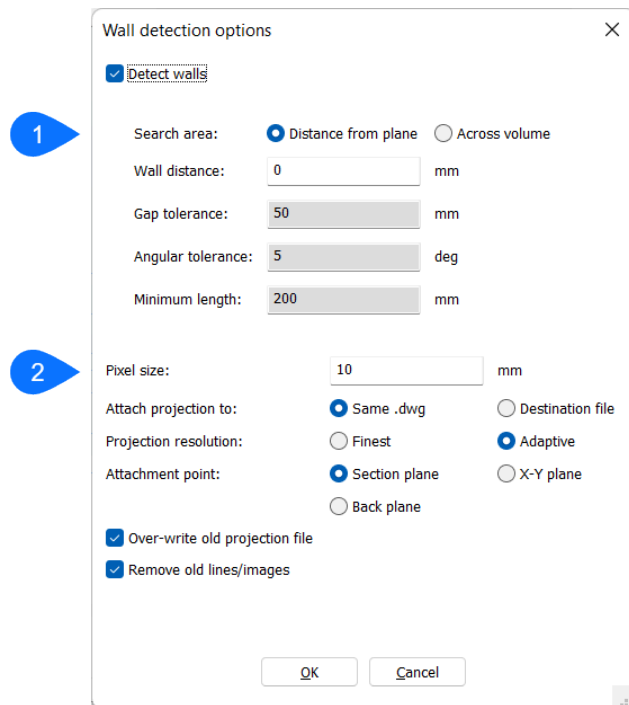 Wall detection options
Detect walls
1
Search area: Distance from plane Across volume
Wall distance: 0 mm
Gap tolerance: 50 mm
Angular tolerance: 5 deg
Minimum length: 200 mm
2
Pixel size: 10 mm
Attach projection to: Same .dwg Destination file
Projection resolution: Finest Adaptive
Attachment point: Section plane X-Y plane
Back plane
Over-write old projection file
Remove old lines/images
OK Cancel